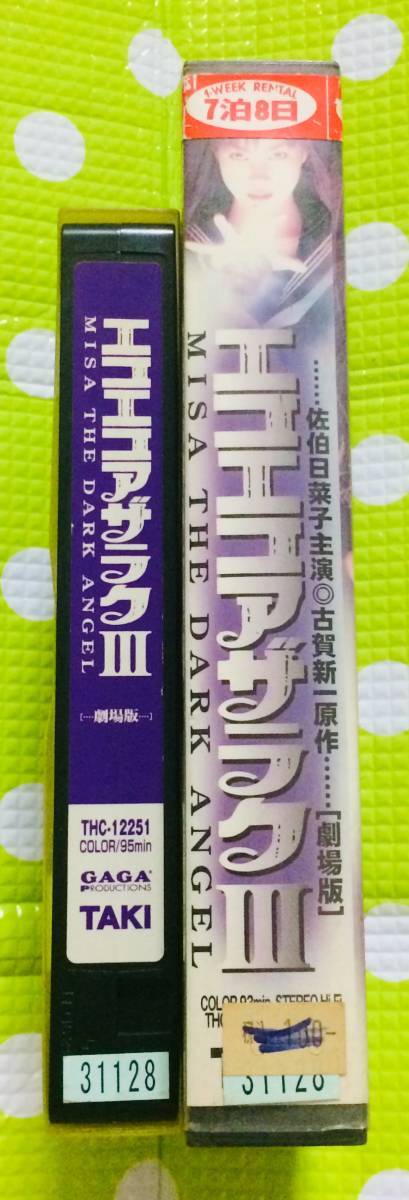 エコエコアザラクIII
MISA THE DARK ANGEL
[····劇場版····]
THC-12251
COLOR/95min
GAGA
PRODUCTIONS
TAKI
31128
1-WEEK RENTAL
7泊8日
エコエコアザラクIII
MISA THE DARK ANGEL
……佐伯日菜子主演◎古賀新一原作……[劇場版]
COLOR 93min STEREO Hi-Fi
31128